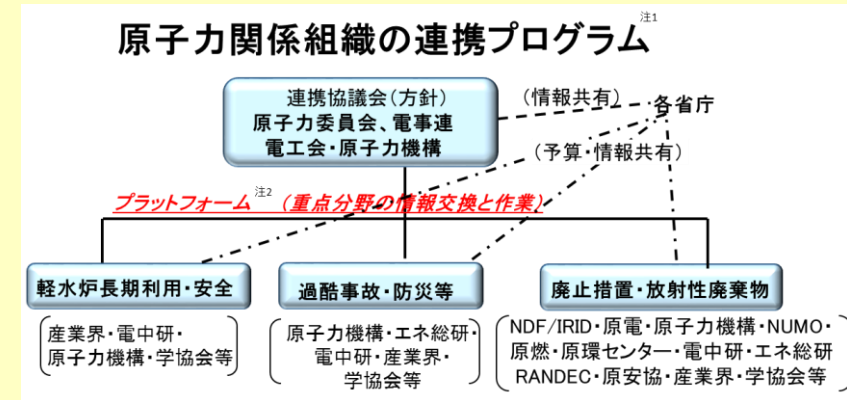 原子力関係組織の連携プログラム注1
連携協議会(方針)
原子力委員会、電事連
電工会・原子力機構
(情報共有)
各省庁
(予算・情報共有)
プラットフォーム注2(重点分野の情報交換と作業)
軽水炉長期利用・安全
産業界・電中研・
原子力機構・学協会等
過酷事故・防災等
原子力機構・エネ総研・
電中研・産業界・
学協会等
廃止措置・放射性廃棄物
NDF/IRID・原電・原子力機構・NUMO・
原燃・原環センター・電中研・エネ総研
RANDEC・原安協・産業界・学協会等